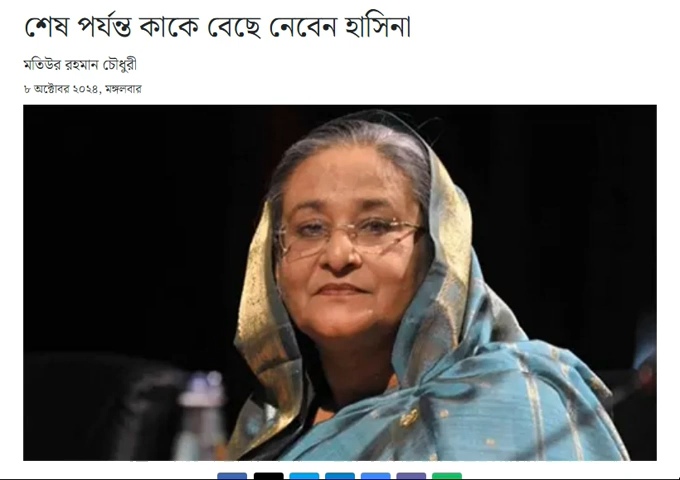 শেষ পর্যন্ত কাকে বেছে নেবেন হাসিনা
মতিউর রহমান চৌধুরী
৮ অক্টোবর ২০২৪, মঙ্গলবার